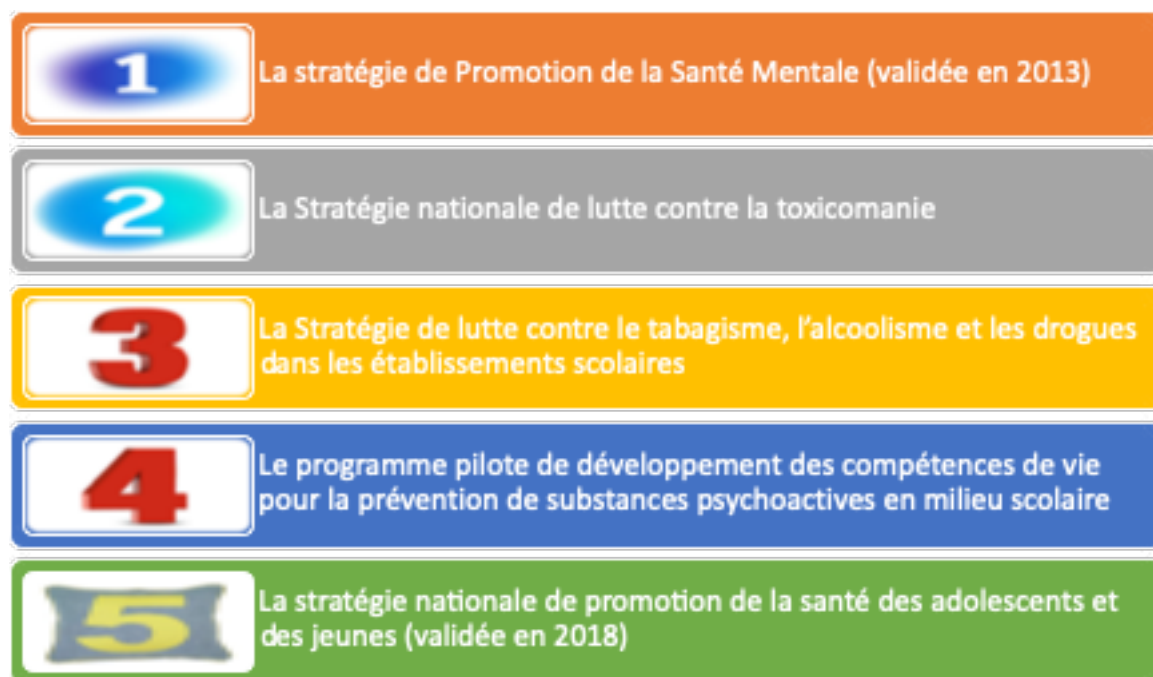 1
La stratégie de Promotion de la Santé Mentale (validée en 2013)
2
La Stratégie nationale de lutte contre la toxicomanie
3
La Stratégie de lutte contre le tabagisme, l'alcoolisme et les drogues
dans les établissements scolaires
4
Le programme pilote de développement des compétences de vie
pour la prévention de substances psychoactives en milieu scolaire
5
La stratégie nationale de promotion de la santé des adolescents et
des jeunes (validée en 2018)